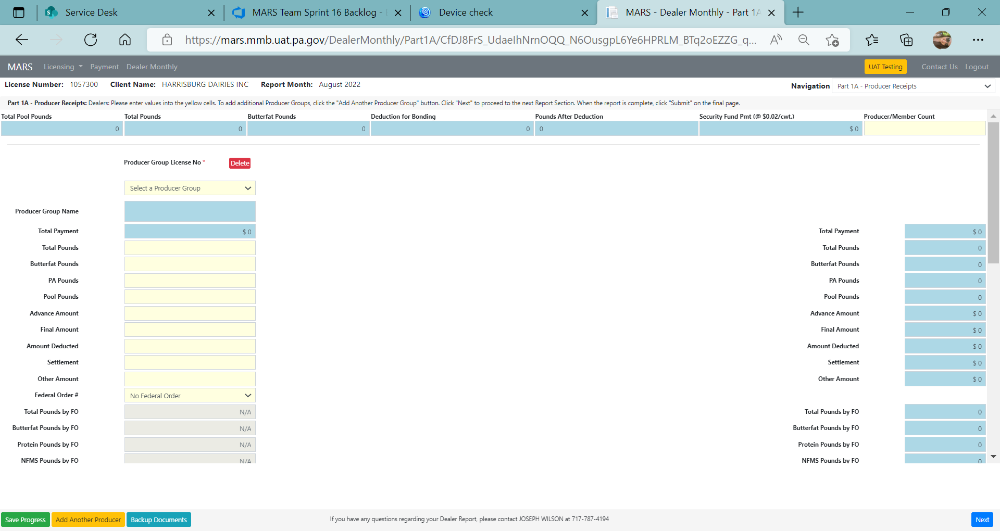 Service Desk
MARS Team Sprint 16 Backlog -
Device check
MARS - Dealer Monthly - Part 1A
https://mars.mmb.uat.pa.gov/DealerMonthly/Part1A/CfDJ8FrS_UdaeIhNrnOQQ_N6OusgpL6Ye6HPRLM_BTq2oEZZG_q...
MARS Licensing Payment Dealer Monthly UAT Testing Contact Us Logout
License Number: 1057300 Client Name: HARRISBURG DAIRIES INC Report Month: August 2022 Navigation Part 1A - Producer Receipts
Part 1A - Producer Receipts: Dealers: Please enter values into the yellow cells. To add additional Producer Groups, click the "Add Another Producer Group" button. Click "Next" to proceed to the next Report Section. When the report is complete, click "Submit" on the final page.
Total Pool Pounds Total Pounds Butterfat Pounds Deduction for Bonding Pounds After Deduction Security Fund Pmt (@ $0.02/cwt.) Producer/Member Count
0 0 0 0 0 $ 0
Producer Group License No * Delete
Select a Producer Group
Producer Group Name
Total Payment $ 0 Total Payment $ 0
Total Pounds Total Pounds 0
Butterfat Pounds Butterfat Pounds 0
PA Pounds PA Pounds 0
Pool Pounds Pool Pounds 0
Advance Amount Advance Amount $ 0
Final Amount Final Amount $ 0
Amount Deducted Amount Deducted $ 0
Settlement Settlement $ 0
Other Amount Other Amount $ 0
Federal Order # No Federal Order
Total Pounds by FO N/A Total Pounds by FO 0
Butterfat Pounds by FO N/A Butterfat Pounds by FO 0
Protein Pounds by FO N/A Protein Pounds by FO 0
NFMS Pounds by FO N/A NFMS Pounds by FO 0
Save Progress Add Another Producer Backup Documents If you have any questions regarding your Dealer Report, please contact JOSEPH WILSON at 717-787-4194 Next